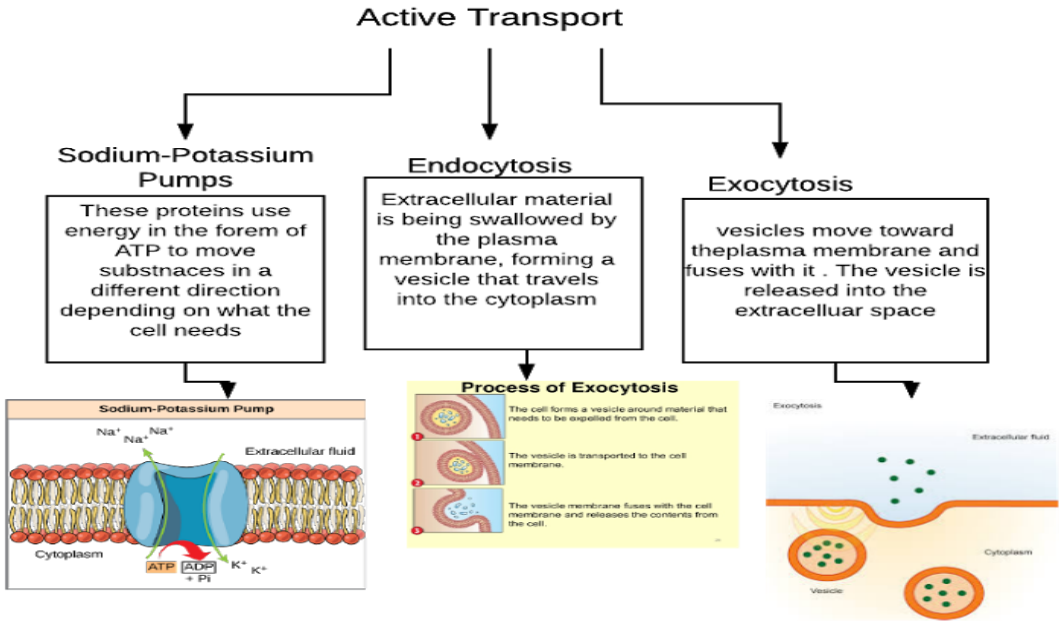 Active Transport
Sodium-Potassium
Pumps
These proteins use
energy in the forem of
ATP to move
substnaces in a
different direction
depending on what the
cell needs
Endocytosis
Extracellular material
is being swallowed by
the plasma
membrane, forming a
vesicle that travels
into the cytoplasm
Exocytosis
vesicles move toward
theplasma membrane and
fuses with it . The vesicle is
released into the
extracelluar space
Sodium-Potassium Pump
Na⁺
Na⁺
Na⁺
Extracellular fluid
Cytoplasm
ATP
ADP
+ Pi
K⁺
K⁺
Process of Exocytosis
1
The cell forms a vesicle around material that
needs to be expelled from the cell.
2
The vesicle is transported to the cell
membrane.
3
The vesicle membrane fuses with the cell
membrane and releases the contents from
the cell.
Exocytosis
Extracellular fluid
Cytoplasm
Vesicle